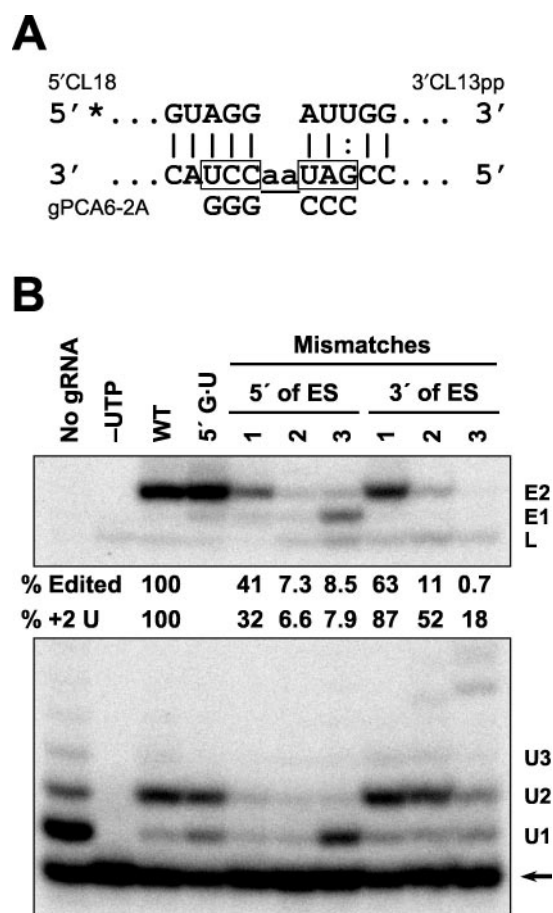 A
5′CL18 3′CL13pp
5′ *...GUAGG AUUGG... 3′
| | | | | | | : | |
3′ ...CAUCCaaUAGCC... 5′
gPCA6-2A GGG CCC
B
Mismatches
5′ of ES 3′ of ES
No gRNA –UTP WT 5′ G·U 1 2 3 1 2 3
E2
E1
L
% Edited 100 41 7.3 8.5 63 11 0.7
% +2 U 100 32 6.6 7.9 87 52 18
U3
U2
U1